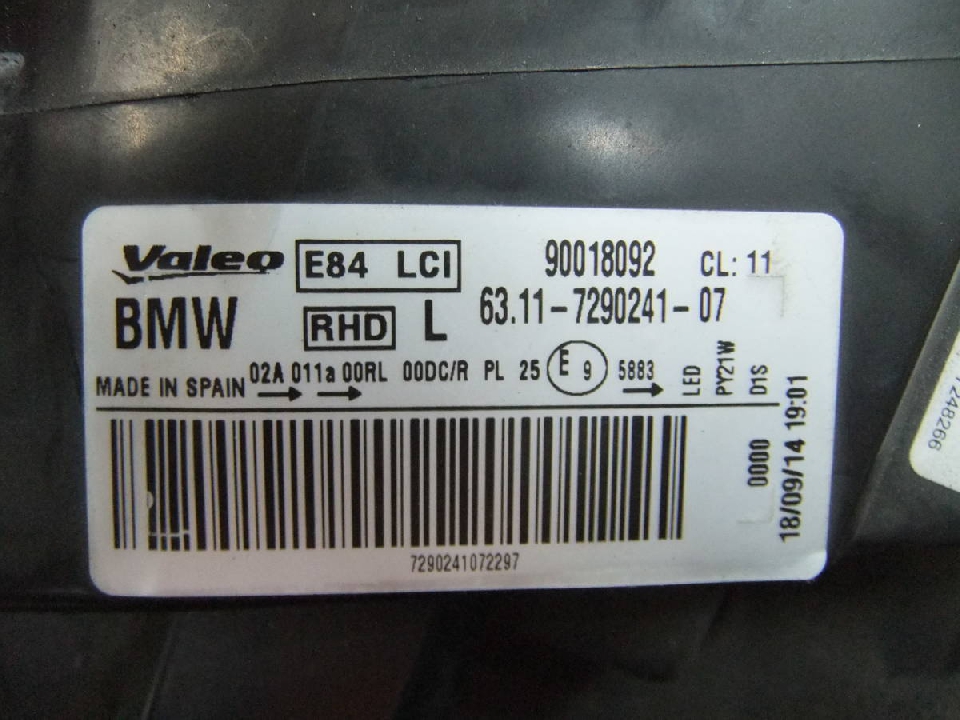 Valeo E84 LCI 90018092 CL: 11
BMW RHD L 63.11-7290241-07
MADE IN SPAIN 02A 011a 00RL 00DC/R PL 25 E 9 5883
LED
PY21W
D1S
0000
18/09/14 19:01
7290241072297
7248266